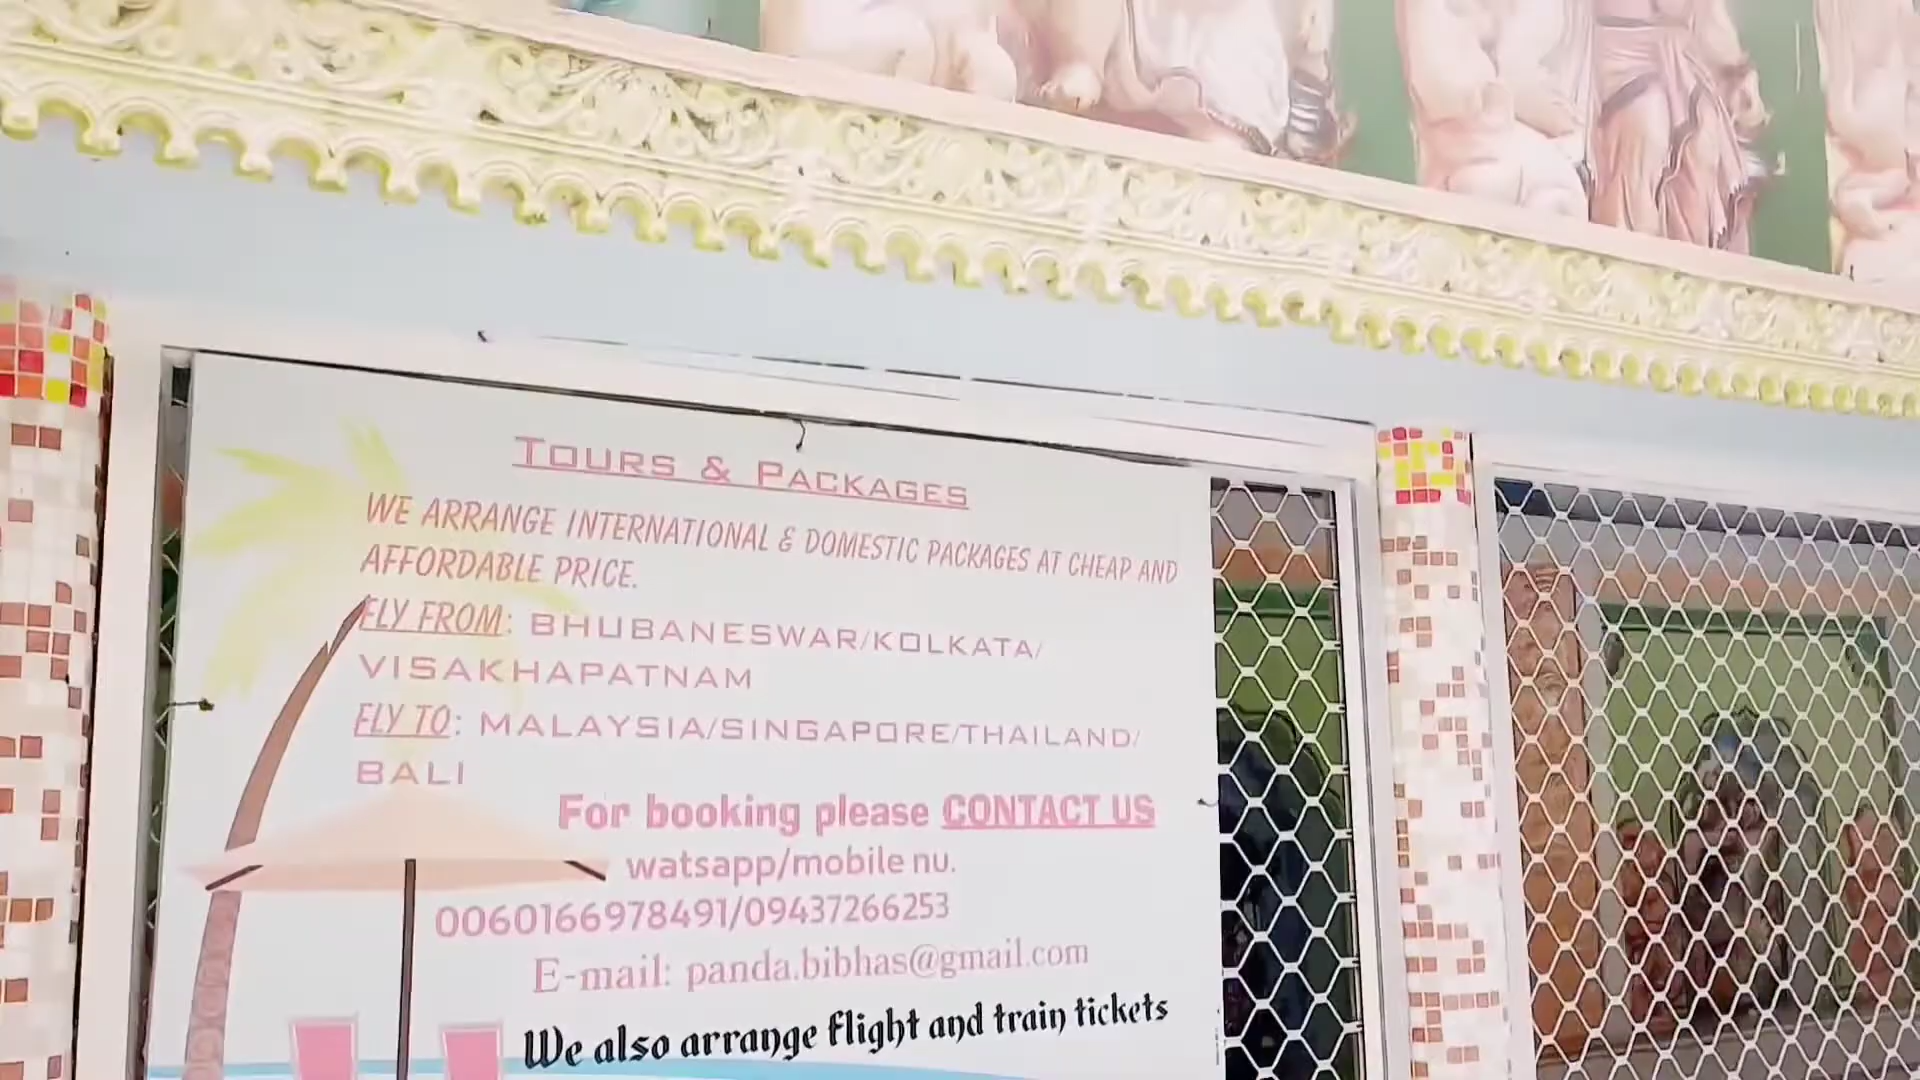 TOURS & PACKAGES
WE ARRANGE INTERNATIONAL & DOMESTIC PACKAGES AT CHEAP AND
AFFORDABLE PRICE.
FLY FROM: BHUBANESWAR/KOLKATA/
VISAKHAPATNAM
FLY TO: MALAYSIA/SINGAPORE/THAILAND/
BALI
For booking please CONTACT US
watsapp/mobile nu.
0060166978491/09437266253
E-mail: panda.bibhas@gmail.com
We also arrange flight and train tickets